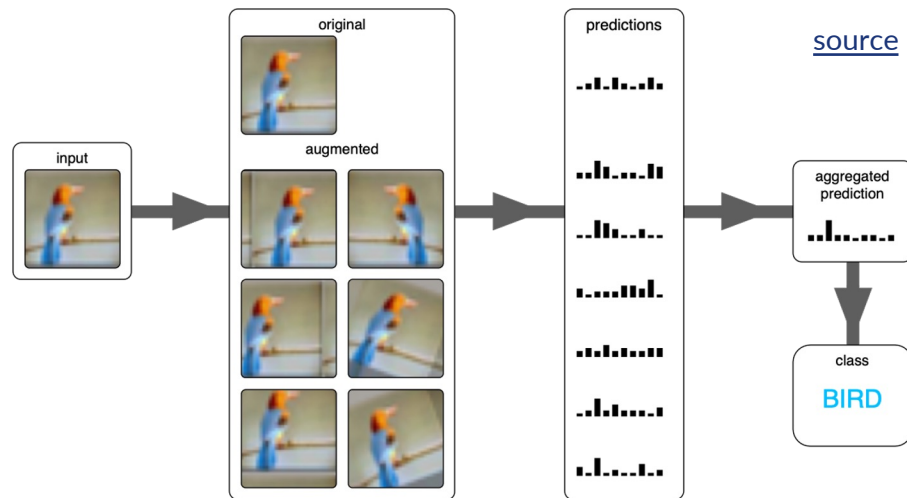 original
predictions
source
augmented
input
aggregated
prediction
class
BIRD